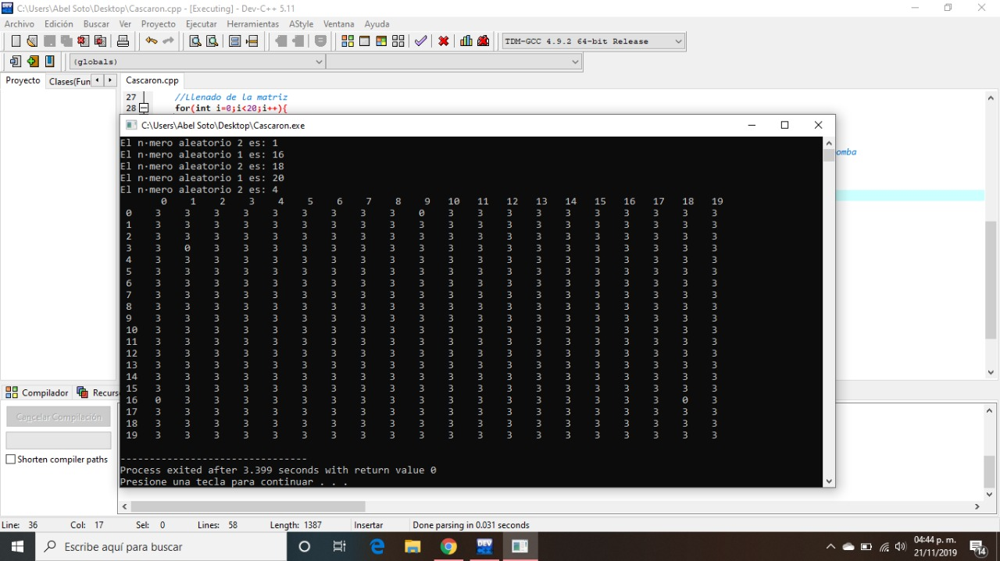 C:\Users\Abel Soto\Desktop\Cascaron.cpp - [Executing] - Dev-C++ 5.11
Archivo Edición Buscar Ver Proyecto Ejecutar Herramientas AStyle Ventana Ayuda
TDM-GCC 4.9.2 64-bit Release
(globals)
Proyecto Clases(Fun Cascaron.cpp
27 //Llenado de la matriz
28 for(int i=0;i<20;i++){
C:\Users\Abel Soto\Desktop\Cascaron.exe
El n·mero aleatorio 2 es: 1
El n·mero aleatorio 1 es: 16
omba
El n·mero aleatorio 2 es: 18
El n·mero aleatorio 1 es: 20
El n·mero aleatorio 2 es: 4
0 1 2 3 4 5 6 7 8 9 10 11 12 13 14 15 16 17 18 19
0 3 3 3 3 3 3 3 3 3 0 3 3 3 3 3 3 3 3 3 3
1 3 3 3 3 3 3 3 3 3 3 3 3 3 3 3 3 3 3 3 3
2 3 3 3 3 3 3 3 3 3 3 3 3 3 3 3 3 3 3 3 3
3 3 0 3 3 3 3 3 3 3 3 3 3 3 3 3 3 3 3 3 3
4 3 3 3 3 3 3 3 3 3 3 3 3 3 3 3 3 3 3 3 3
5 3 3 3 3 3 3 3 3 3 3 3 3 3 3 3 3 3 3 3 3
6 3 3 3 3 3 3 3 3 3 3 3 3 3 3 3 3 3 3 3 3
7 3 3 3 3 3 3 3 3 3 3 3 3 3 3 3 3 3 3 3 3
8 3 3 3 3 3 3 3 3 3 3 3 3 3 3 3 3 3 3 3 3
9 3 3 3 3 3 3 3 3 3 3 3 3 3 3 3 3 3 3 3 3
10 3 3 3 3 3 3 3 3 3 3 3 3 3 3 3 3 3 3 3 3
11 3 3 3 3 3 3 3 3 3 3 3 3 3 3 3 3 3 3 3 3
12 3 3 3 3 3 3 3 3 3 3 3 3 3 3 3 3 3 3 3 3
13 3 3 3 3 3 3 3 3 3 3 3 3 3 3 3 3 3 3 3 3
14 3 3 3 3 3 3 3 3 3 3 3 3 3 3 3 3 3 3 3 3
15 3 3 3 3 3 3 3 3 3 3 3 3 3 3 3 3 3 3 3 3
16 0 3 3 3 3 3 3 3 3 3 3 3 3 3 3 3 3 3 0 3
17 3 3 3 3 3 3 3 3 3 3 3 3 3 3 3 3 3 3 3 3
18 3 3 3 3 3 3 3 3 3 3 3 3 3 3 3 3 3 3 3 3
19 3 3 3 3 3 3 3 3 3 3 3 3 3 3 3 3 3 3 3 3
--------------------------------
Process exited after 3.399 seconds with return value 0
Presione una tecla para continuar . . .
Compilador Recurs
Cancelar Compilación
Shorten compiler paths
Line: 36 Col: 17 Sel: 0 Lines: 58 Length: 1387 Insertar Done parsing in 0.031 seconds
Escribe aquí para buscar
DEV
04:44 p. m.
21/11/2019
14